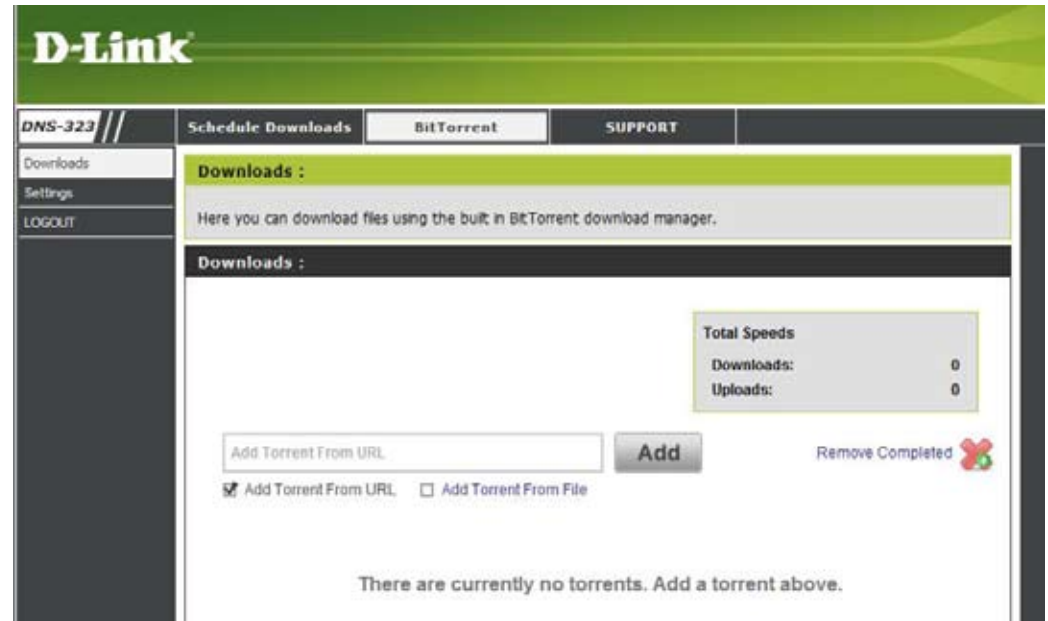 D-Link
DNS-323
Schedule Downloads
BitTorrent
SUPPORT
Downloads
Settings
LOGOUT
Downloads :
Here you can download files using the built in BitTorrent download manager.
Downloads :
Total Speeds
Downloads: 0
Uploads: 0
Add Torrent From URL
Add
Remove Completed
Add Torrent From URL
Add Torrent From File
There are currently no torrents. Add a torrent above.